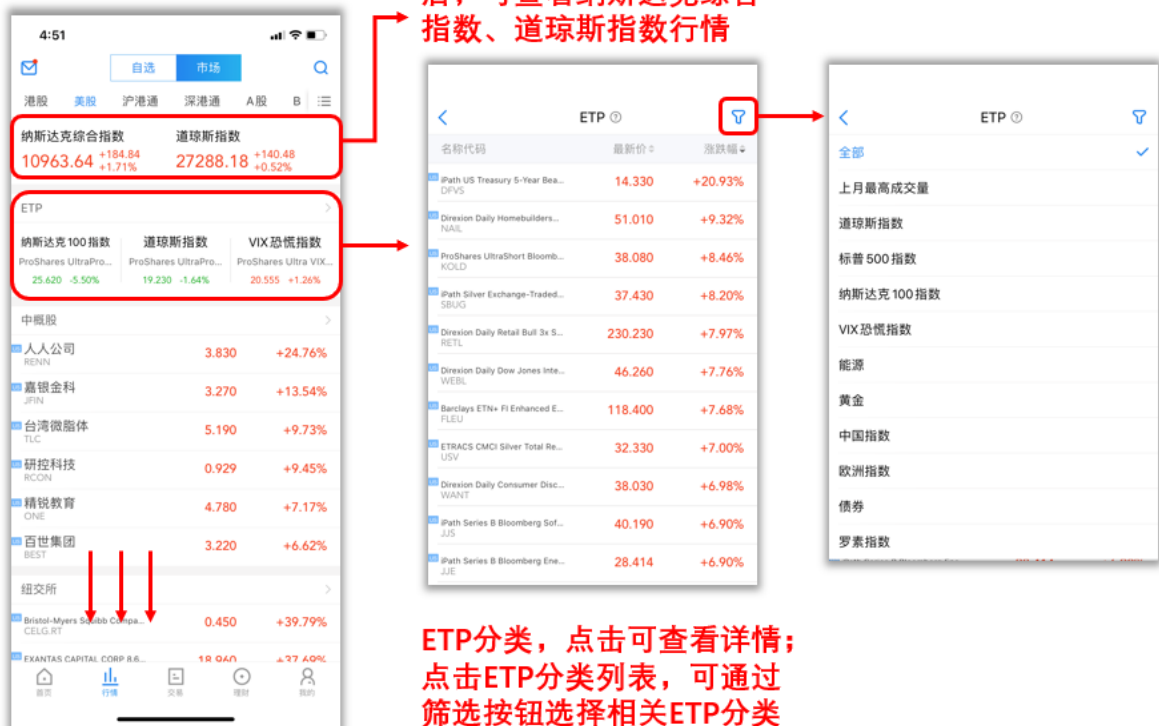 指数、道琼斯指数行情
4:51
自选
市场
港股 美股 沪港通 深港通 A股 B
纳斯达克综合指数 道琼斯指数
10963.64 +184.84 +1.71% 27288.18 +140.48 +0.52%
ETP
纳斯达克100指数 道琼斯指数 VIX恐慌指数
ProShares UltraPro... ProShares UltraPro... ProShares Ultra VIX...
25.620 -5.50% 19.230 -1.64% 20.555 +1.26%
中概股
人人公司 3.830 +24.76%
RENN
嘉银金科 3.270 +13.54%
JFIN
台湾微脂体 5.190 +9.73%
TLC
研控科技 0.929 +9.45%
RCON
精锐教育 4.780 +7.17%
ONE
百世集团 3.220 +6.62%
BEST
纽交所
Bristol-Myers Squibb Compa... 0.450 +39.79%
CELG.RT
EXANTAS CAPITAL CORP 8.6... 18.960 +37.69%
首页 行情 交易 理财 我的
ETP
名称代码 最新价 涨跌幅
iPath US Treasury 5-Year Bea... 14.330 +20.93%
DFVS
Direxion Daily Homebuilders... 51.010 +9.32%
NAIL
ProShares UltraShort Bloomb... 38.080 +8.46%
KOLD
iPath Silver Exchange-Traded... 37.430 +8.20%
SBUG
Direxion Daily Retail Bull 3x S... 230.230 +7.97%
RETL
Direxion Daily Dow Jones Inte... 46.260 +7.76%
WEBL
Barclays ETN+ FI Enhanced E... 118.400 +7.68%
FLEU
ETRACS CMCI Silver Total Re... 32.330 +7.00%
USV
Direxion Daily Consumer Disc... 38.030 +6.98%
WANT
iPath Series B Bloomberg Sof... 40.190 +6.90%
JJS
iPath Series B Bloomberg Ene... 28.414 +6.90%
JJE
ETP
全部
上月最高成交量
道琼斯指数
标普500指数
纳斯达克100指数
VIX恐慌指数
能源
黄金
中国指数
欧洲指数
债券
罗素指数
ETP分类，点击可查看详情；
点击ETP分类列表，可通过
筛选按钮选择相关ETP分类